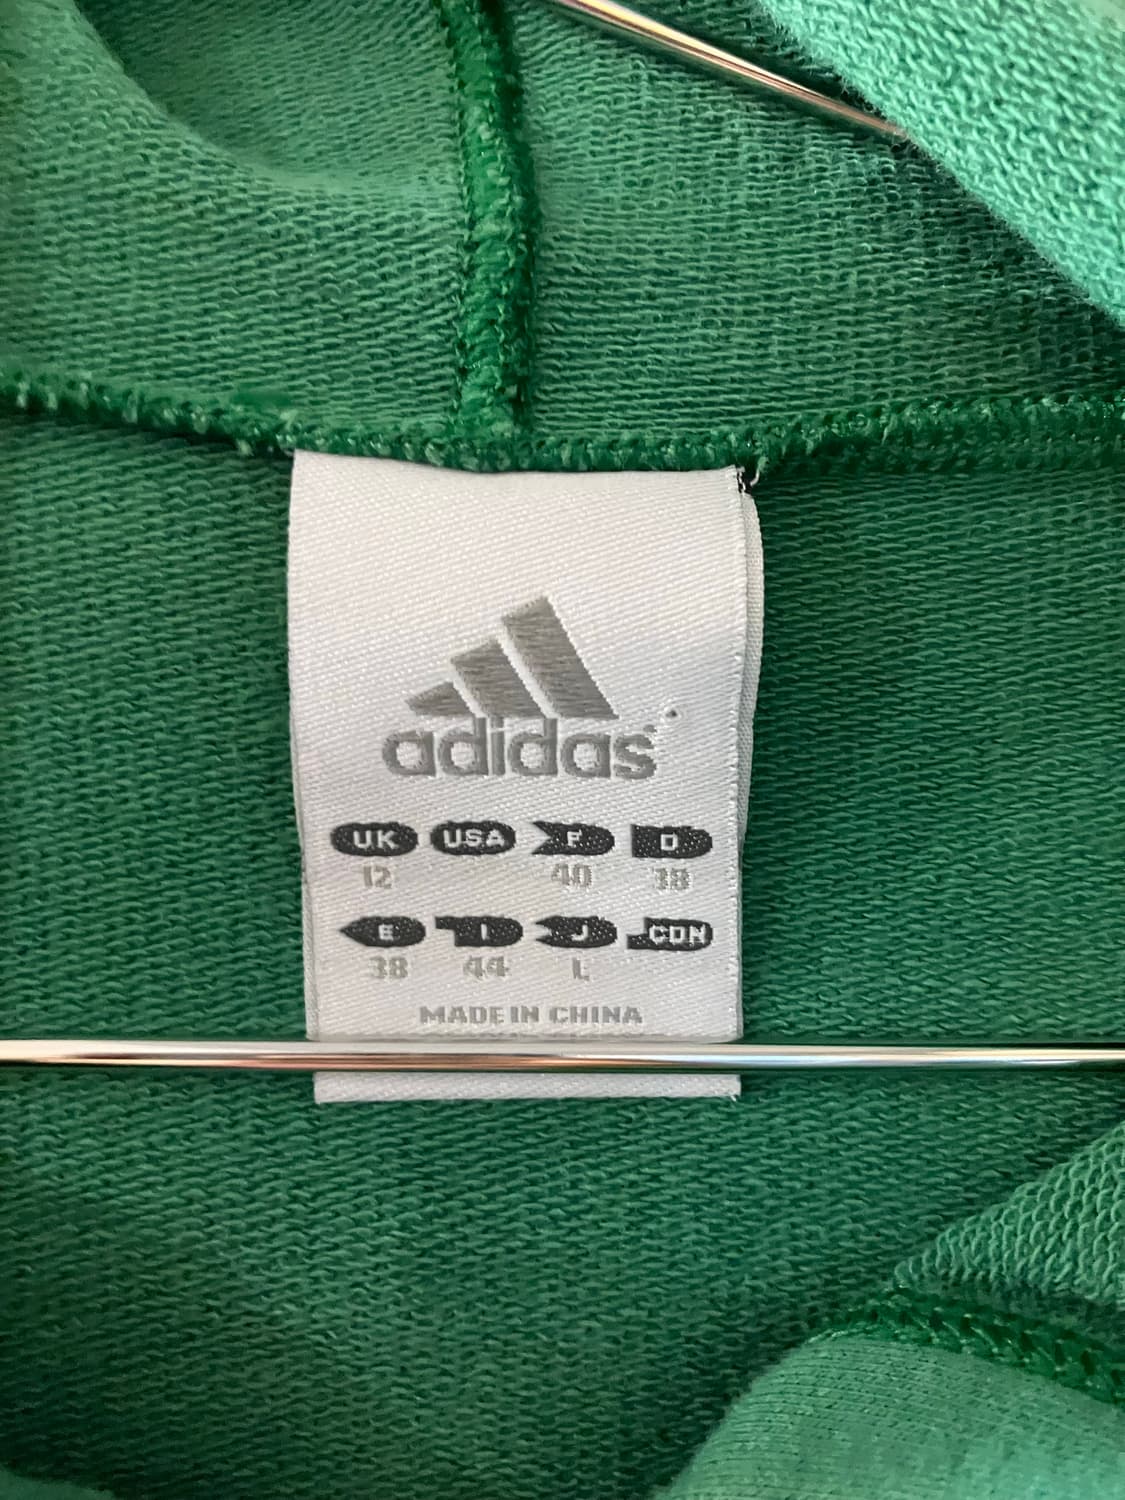 adidas
UK USA F D
12 40 38
E I J CDN
38 44 L
MADE IN CHINA